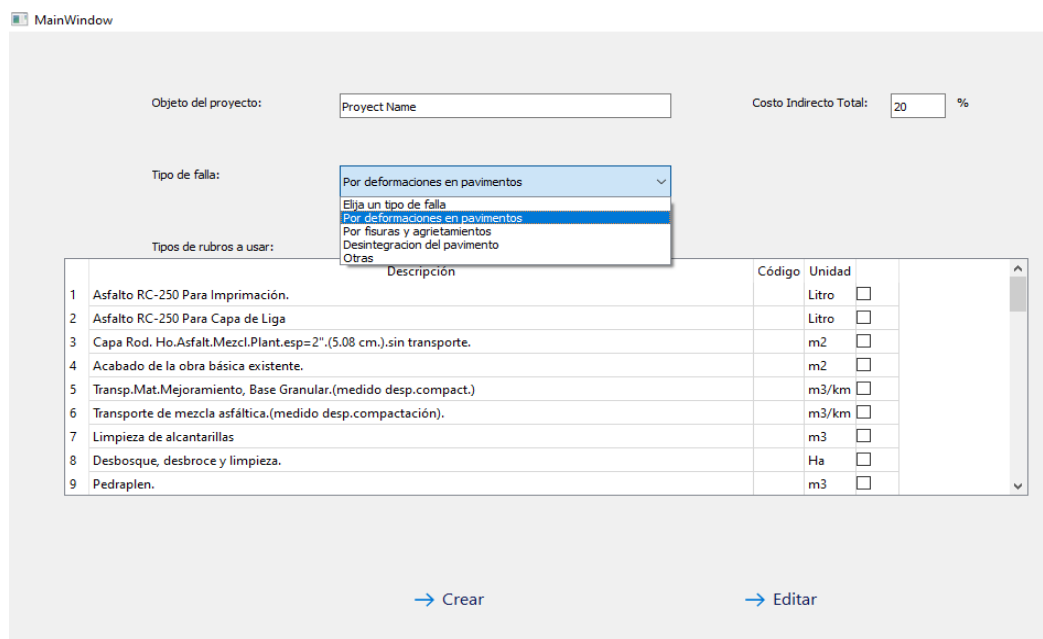 MainWindow
Objeto del proyecto: Proyect Name Costo Indirecto Total: 20 %
Tipo de falla: Por deformaciones en pavimentos
Elija un tipo de falla
Por deformaciones en pavimentos
Por fisuras y agrietamientos
Desintegracion del pavimento
Otras
Tipos de rubros a usar:
Descripción Código Unidad
1 Asfalto RC-250 Para Imprimación. Litro
2 Asfalto RC-250 Para Capa de Liga Litro
3 Capa Rod. Ho.Asfalt.Mezcl.Plant.esp=2".(5.08 cm.).sin transporte. m2
4 Acabado de la obra básica existente. m2
5 Transp.Mat.Mejoramiento, Base Granular.(medido desp.compact.) m3/km
6 Transporte de mezcla asfáltica.(medido desp.compactación). m3/km
7 Limpieza de alcantarillas m3
8 Desbosque, desbroce y limpieza. Ha
9 Pedraplen. m3
→ Crear → Editar